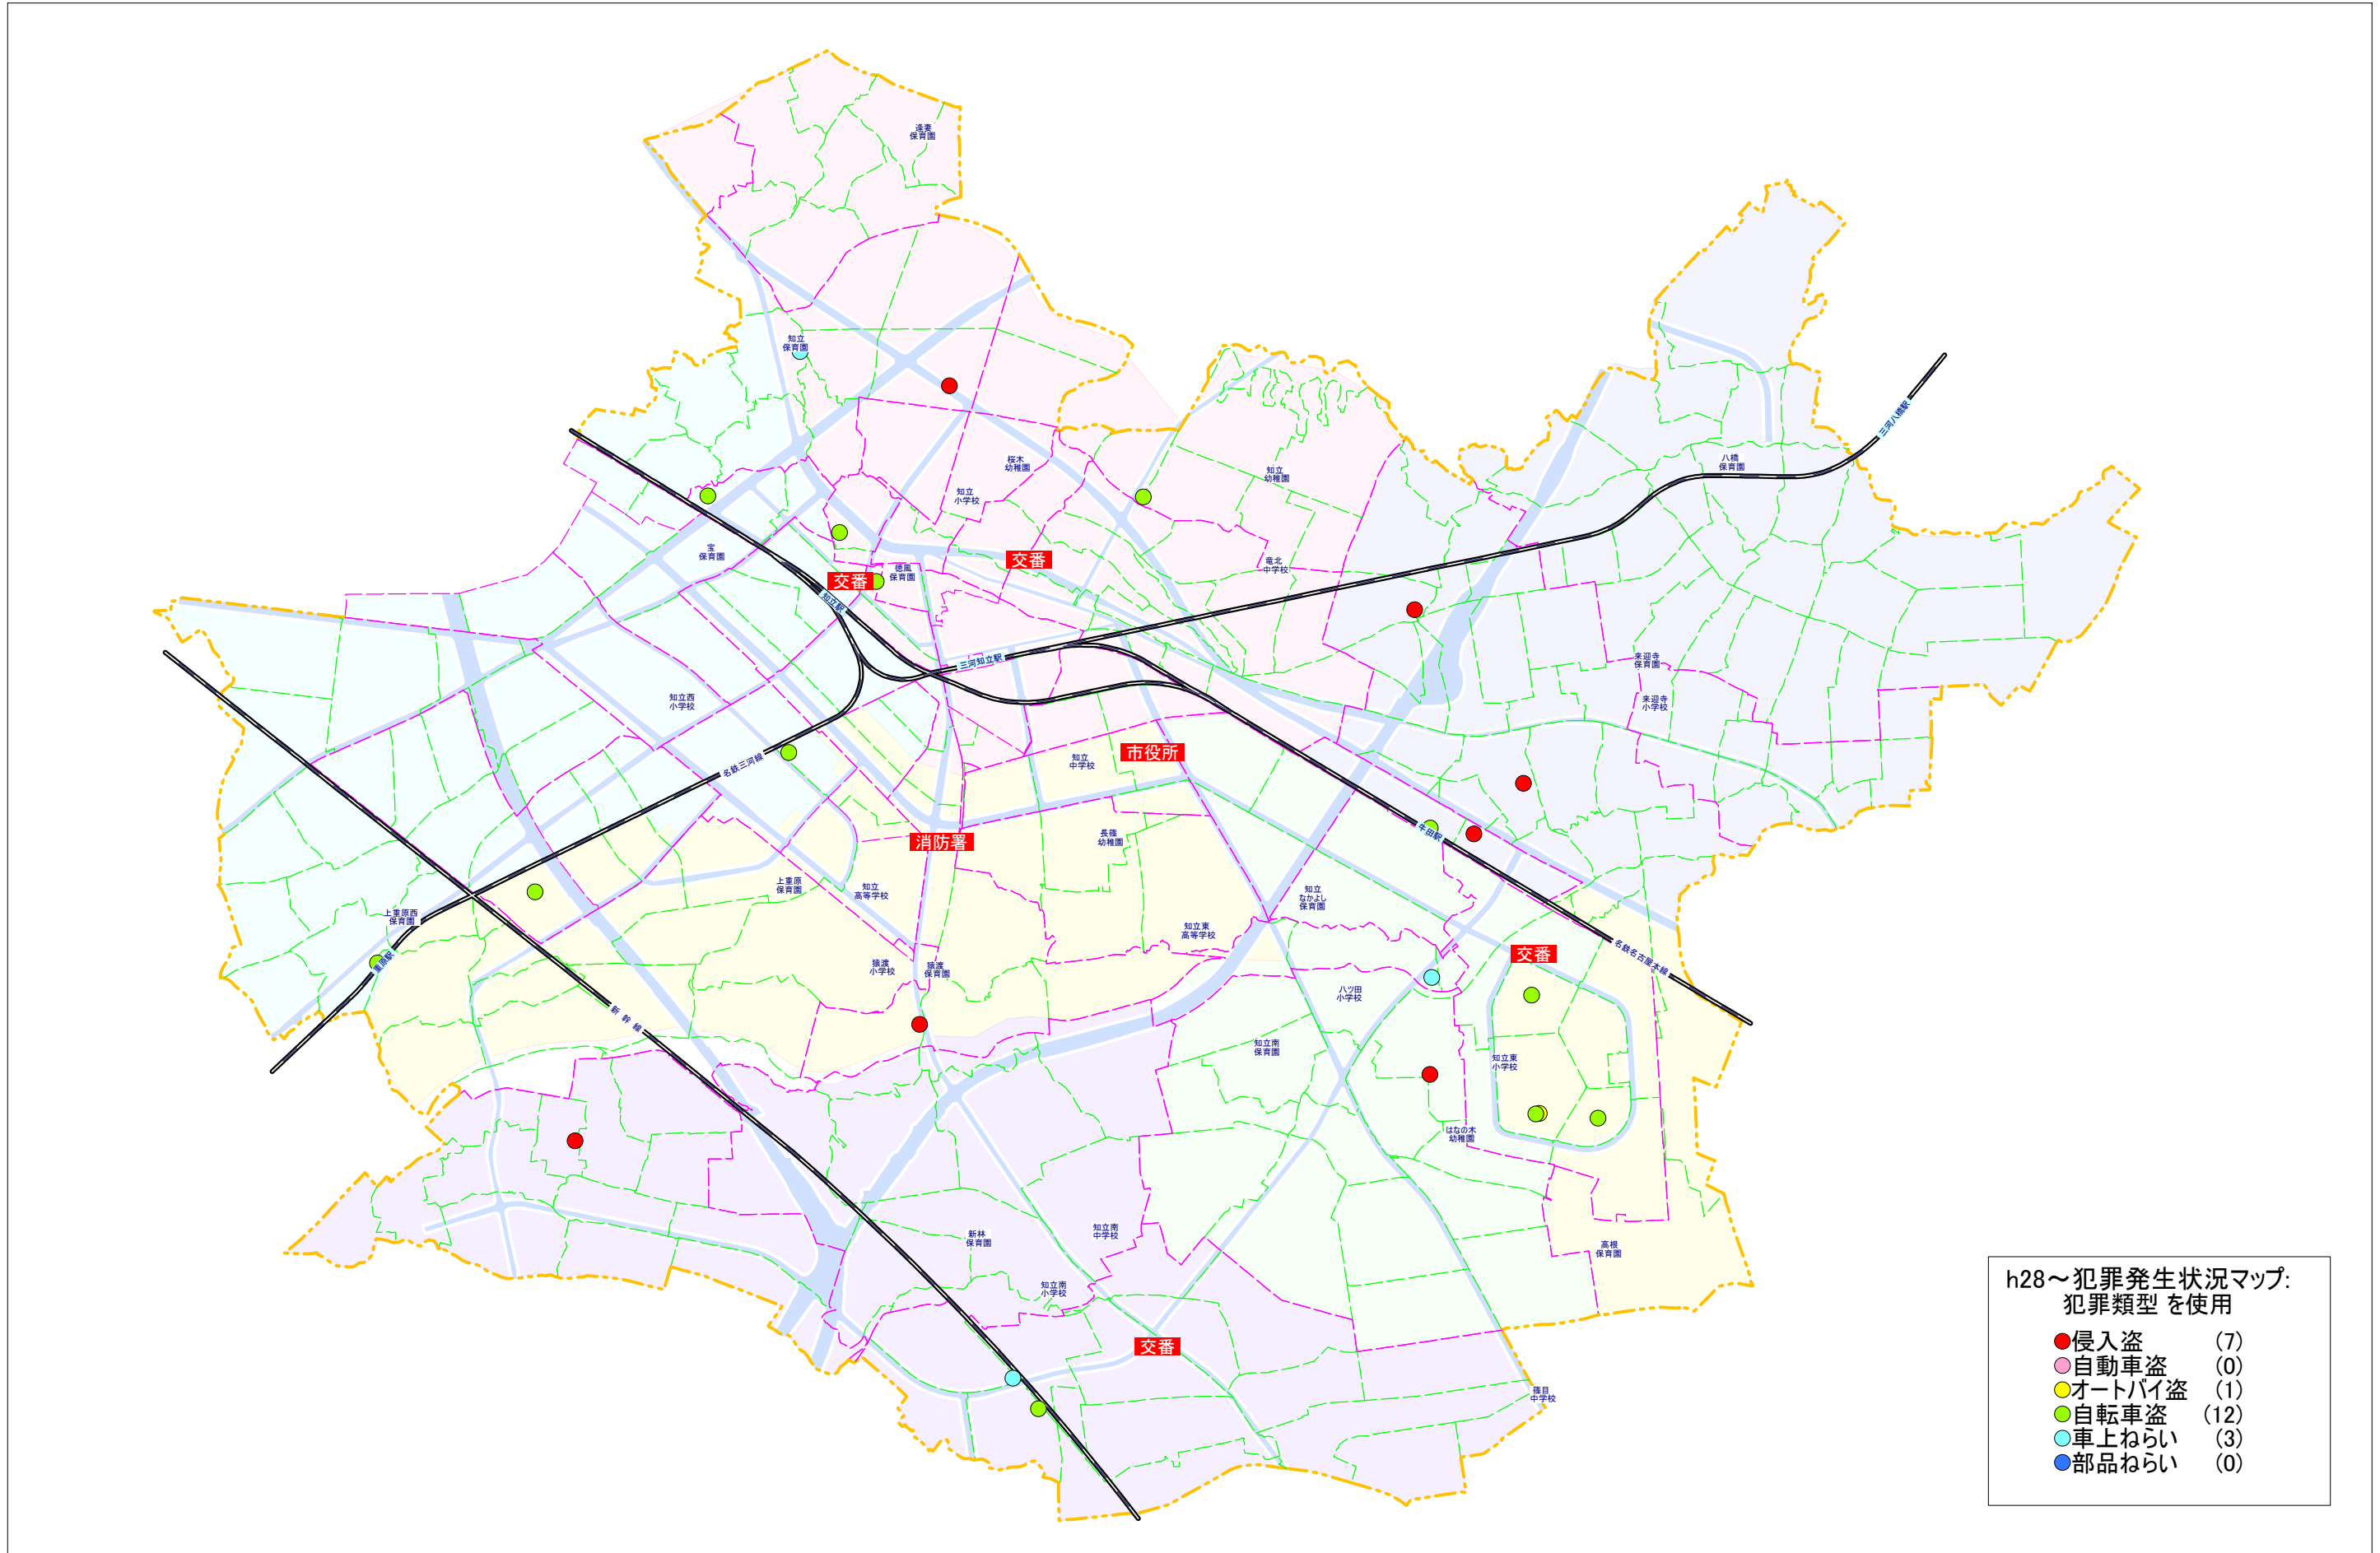 逢妻
保育園
知立
保育園
三河八橋駅
桜木
幼稚園
知立
幼稚園
八橋
保育園
知立
小学校
宝
保育園
交番
竜北
中学校
徳風
保育園
交番
知立駅
三河知立駅
来迎寺
保育園
知立西
小学校
来迎寺
小学校
市役所
知立
中学校
名鉄三河線
牛田駅
消防署
長篠
幼稚園
上重原
保育園
知立
高等学校
知立
なかよし
保育園
上重原西
保育園
知立東
高等学校
名鉄名古屋本線
交番
重原駅
猿渡
小学校
猿渡
保育園
八ツ田
小学校
新幹線
知立南
保育園
知立東
小学校
はなの木
幼稚園
知立南
中学校
新林
保育園
高根
保育園
知立南
小学校
交番
篠目
中学校
h28～犯罪発生状況マップ:
犯罪類型 を使用
侵入盗 (7)
自動車盗 (0)
オートバイ盗 (1)
自転車盗 (12)
車上ねらい (3)
部品ねらい (0)